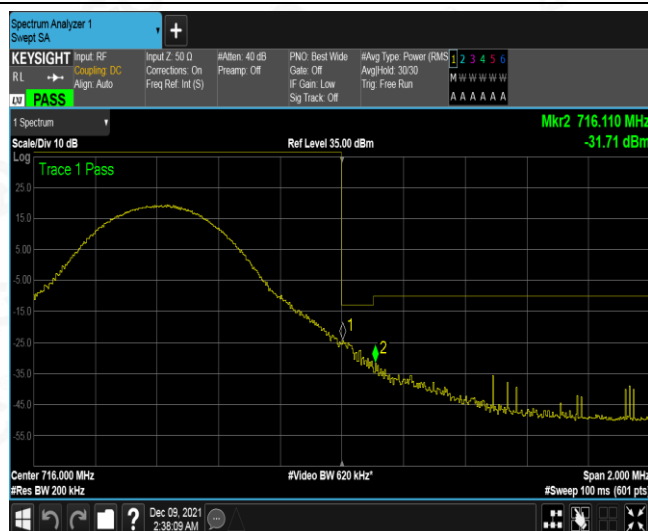 Spectrum Analyzer 1
Swept SA
+
KEYSIGHT Input: RF Input Z: 50 Ω #Atten: 40 dB PNO: Best Wide #Avg Type: Power (RMS 1 2 3 4 5 6
RL Coupling: DC Corrections: On Preamp: Off Gate: Off Avg|Hold: 30/30 M W W W W W
Align: Auto Freq Ref: Int (S) IF Gain: Low Trig: Free Run
Sig Track: Off A A A A A A
LXI PASS
1 Spectrum Mkr2 716.110 MHz
Scale/Div 10 dB Ref Level 35.00 dBm -31.71 dBm
Log
Trace 1 Pass
25.0
15.0
5.00
-5.00
-15.0
1
-25.0
2
-35.0
-45.0
-55.0
Center 716.000 MHz #Video BW 620 kHz* Span 2.000 MHz
#Res BW 200 kHz #Sweep 100 ms (601 pts)
? Dec 09, 2021
2:38:09 AM